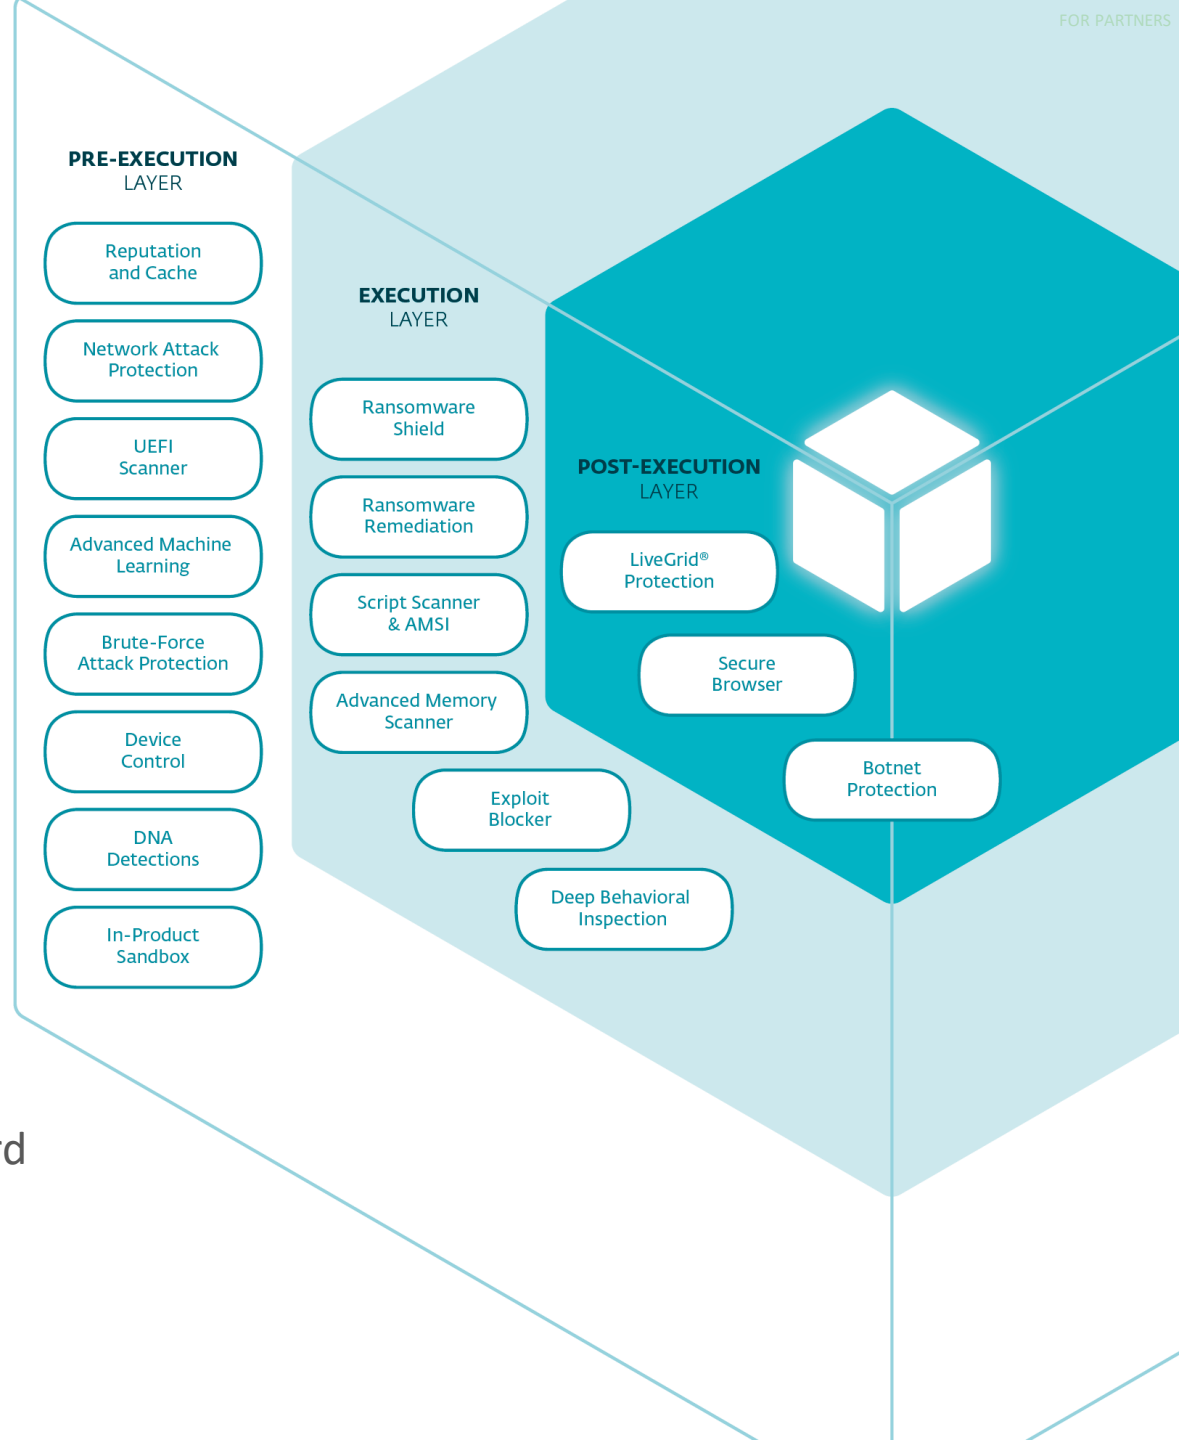 FOR PARTNERS
PRE-EXECUTION
LAYER
Reputation
and Cache
Network Attack
Protection
UEFI
Scanner
Advanced Machine
Learning
Brute-Force
Attack Protection
Device
Control
DNA
Detections
In-Product
Sandbox
EXECUTION
LAYER
Ransomware
Shield
Ransomware
Remediation
Script Scanner
& AMSI
Advanced Memory
Scanner
Exploit
Blocker
Deep Behavioral
Inspection
POST-EXECUTION
LAYER
LiveGrid®
Protection
Secure
Browser
Botnet
Protection